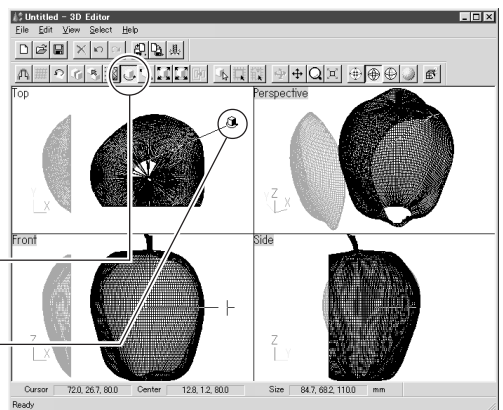 Untitled - 3D Editor
File Edit View Select Help
Top
Perspective
Y
X
Z
X
Front
Side
Z
X
Z
Y
Cursor 72.0, 26.7, 80.0 Center 12.8, 1.2, 80.0 Size 84.7, 68.2, 110.0 mm
Ready